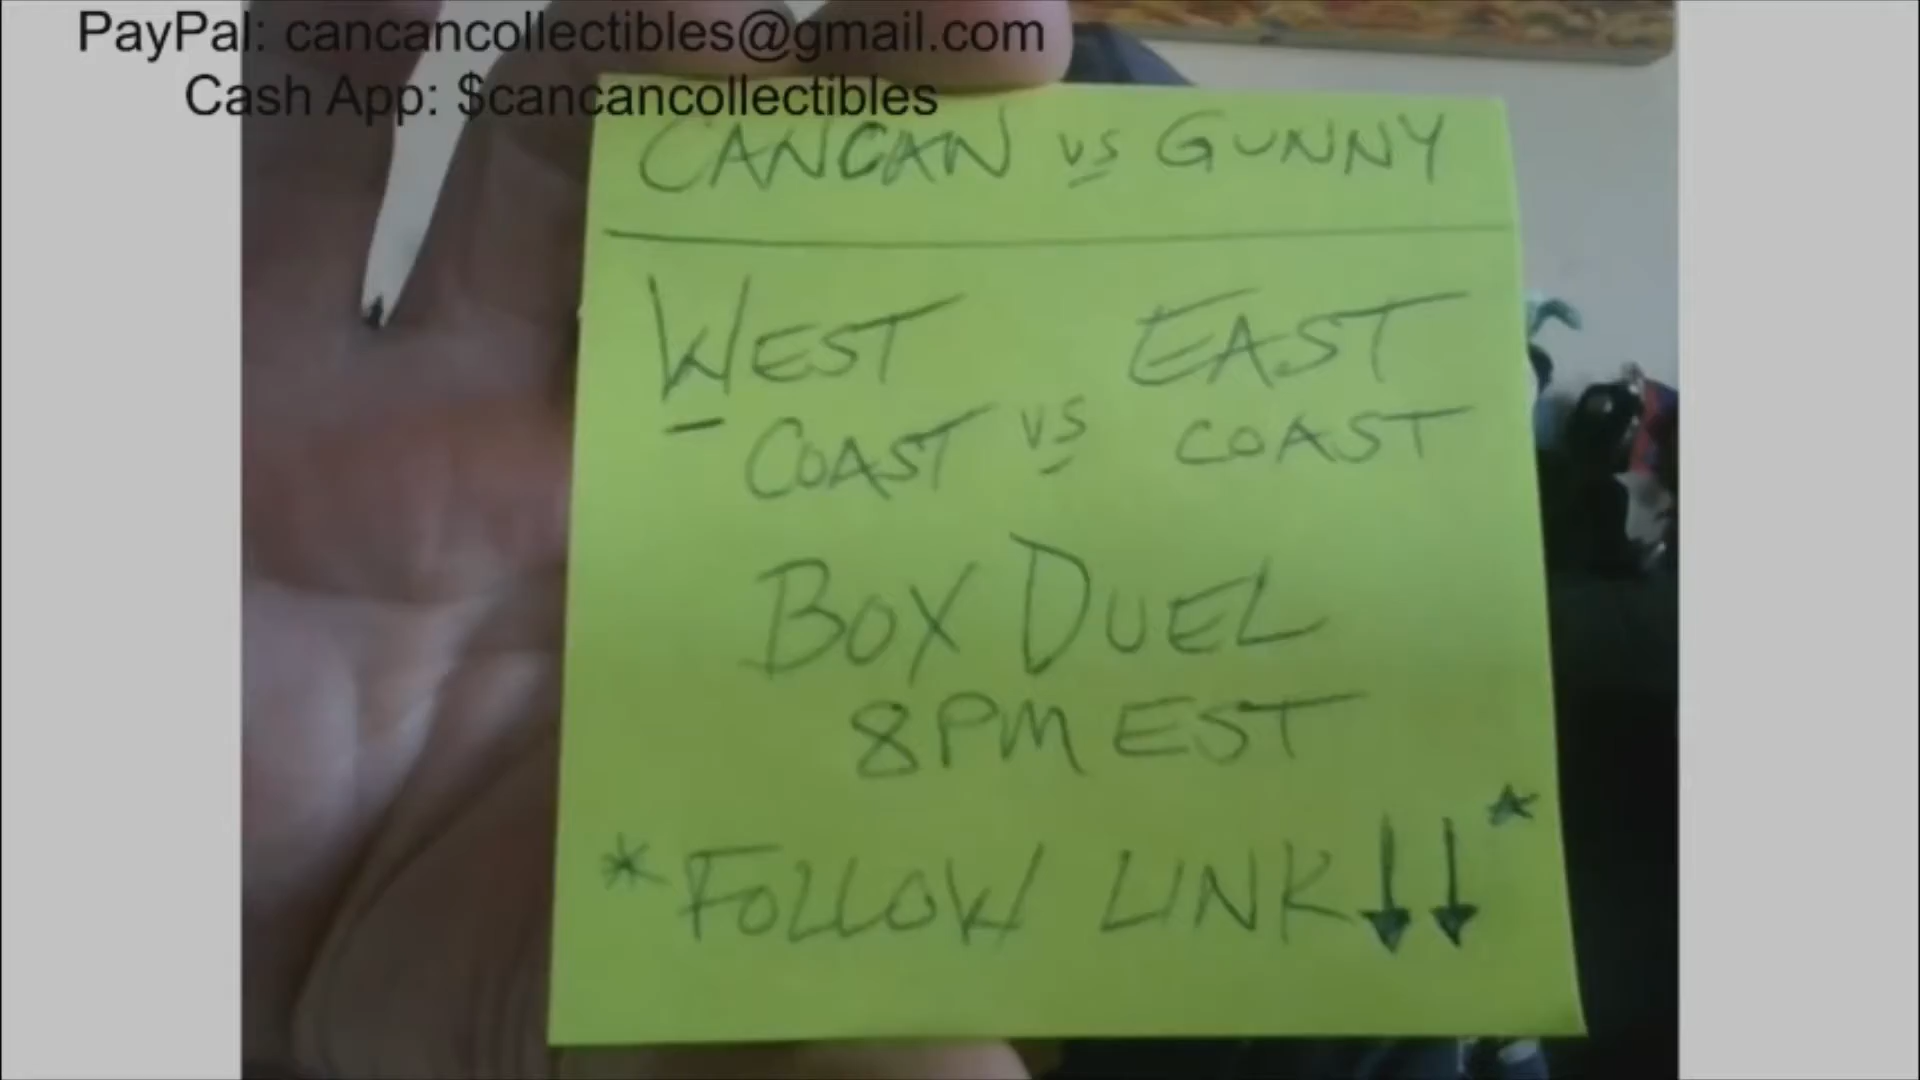 PayPal: cancancollectibles@gmail.com
Cash App: $cancancollectibles
CANCAN vs GUNNY
WEST EAST
COAST vs COAST
BOX DUEL
8PM EST
*FOLLOW LINK↓↓*